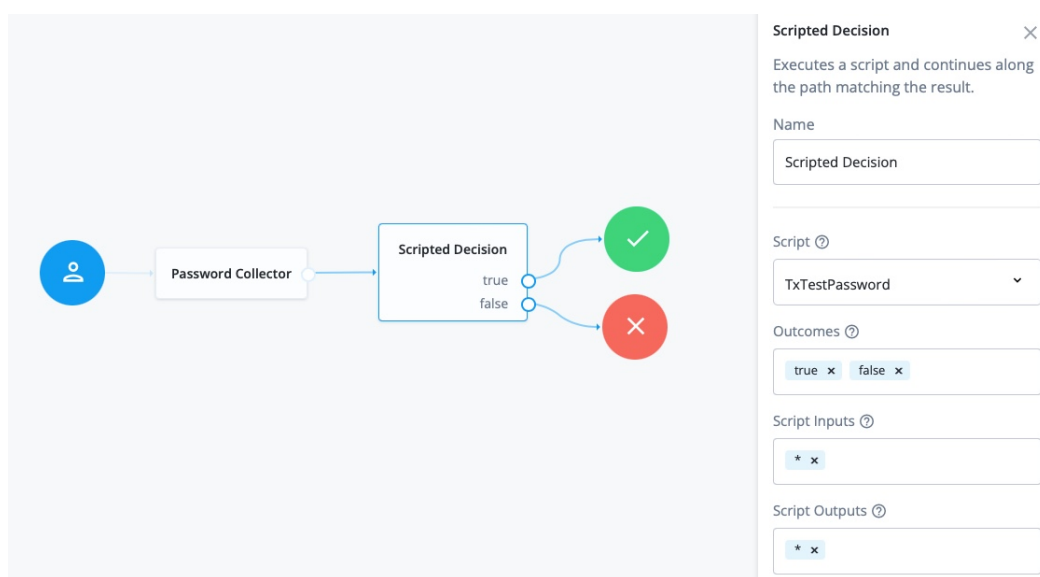 Password Collector
Scripted Decision
true
false
Scripted Decision
Executes a script and continues along
the path matching the result.
Name
Scripted Decision
Script
TxTestPassword
Outcomes
true × false ×
Script Inputs
* ×
Script Outputs
* ×